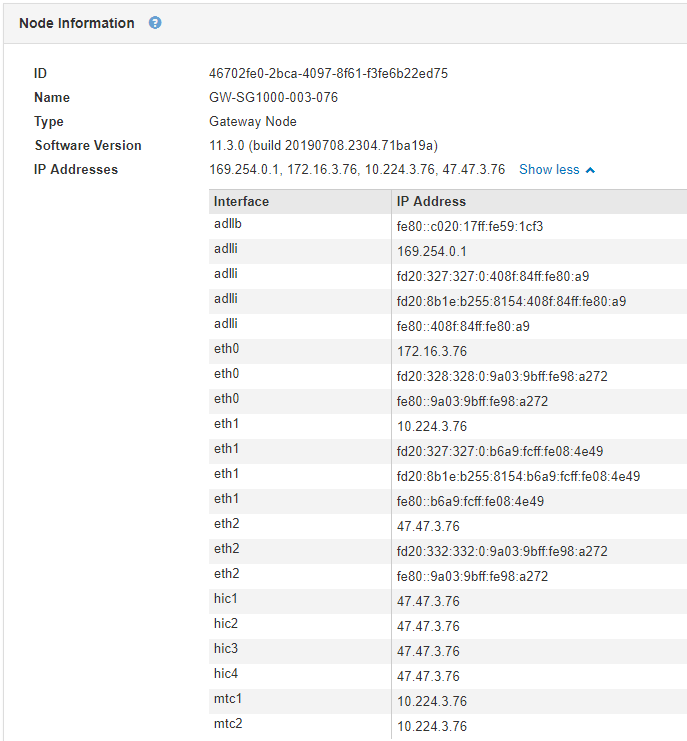 Node Information ?
ID 46702fe0-2bca-4097-8f61-f3fe6b22ed75
Name GW-SG1000-003-076
Type Gateway Node
Software Version 11.3.0 (build 20190708.2304.71ba19a)
IP Addresses 169.254.0.1, 172.16.3.76, 10.224.3.76, 47.47.3.76 Show less
Interface IP Address
adllb fe80::c020:17ff:fe59:1cf3
adlli 169.254.0.1
adlli fd20:327:327:0:408f:84ff:fe80:a9
adlli fd20:8b1e:b255:8154:408f:84ff:fe80:a9
adlli fe80::408f:84ff:fe80:a9
eth0 172.16.3.76
eth0 fd20:328:328:0:9a03:9bff:fe98:a272
eth0 fe80::9a03:9bff:fe98:a272
eth1 10.224.3.76
eth1 fd20:327:327:0:b6a9:fcff:fe08:4e49
eth1 fd20:8b1e:b255:8154:b6a9:fcff:fe08:4e49
eth1 fe80::b6a9:fcff:fe08:4e49
eth2 47.47.3.76
eth2 fd20:332:332:0:9a03:9bff:fe98:a272
eth2 fe80::9a03:9bff:fe98:a272
hic1 47.47.3.76
hic2 47.47.3.76
hic3 47.47.3.76
hic4 47.47.3.76
mtc1 10.224.3.76
mtc2 10.224.3.76